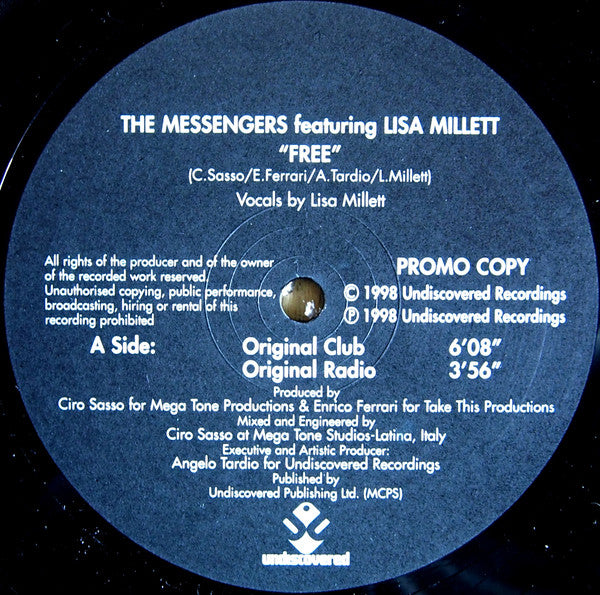 THE MESSENGERS featuring LISA MILLETT
"FREE"
(C.Sasso/E.Ferrari/A.Tardio/L.Millett)
Vocals by Lisa Millett
All rights of the producer and of the owner
of the recorded work reserved.
Unauthorised copying, public performance,
broadcasting, hiring or rental of this
recording prohibited
PROMO COPY
© 1998 Undiscovered Recordings
℗ 1998 Undiscovered Recordings
A Side: Original Club 6'08"
Original Radio 3'56"
Produced by
Ciro Sasso for Mega Tone Productions & Enrico Ferrari for Take This Productions
Mixed and Engineered by
Ciro Sasso at Mega Tone Studios-Latina, Italy
Executive and Artistic Producer:
Angelo Tardio for Undiscovered Recordings
Published by
Undiscovered Publishing Ltd. (MCPS)
undiscovered